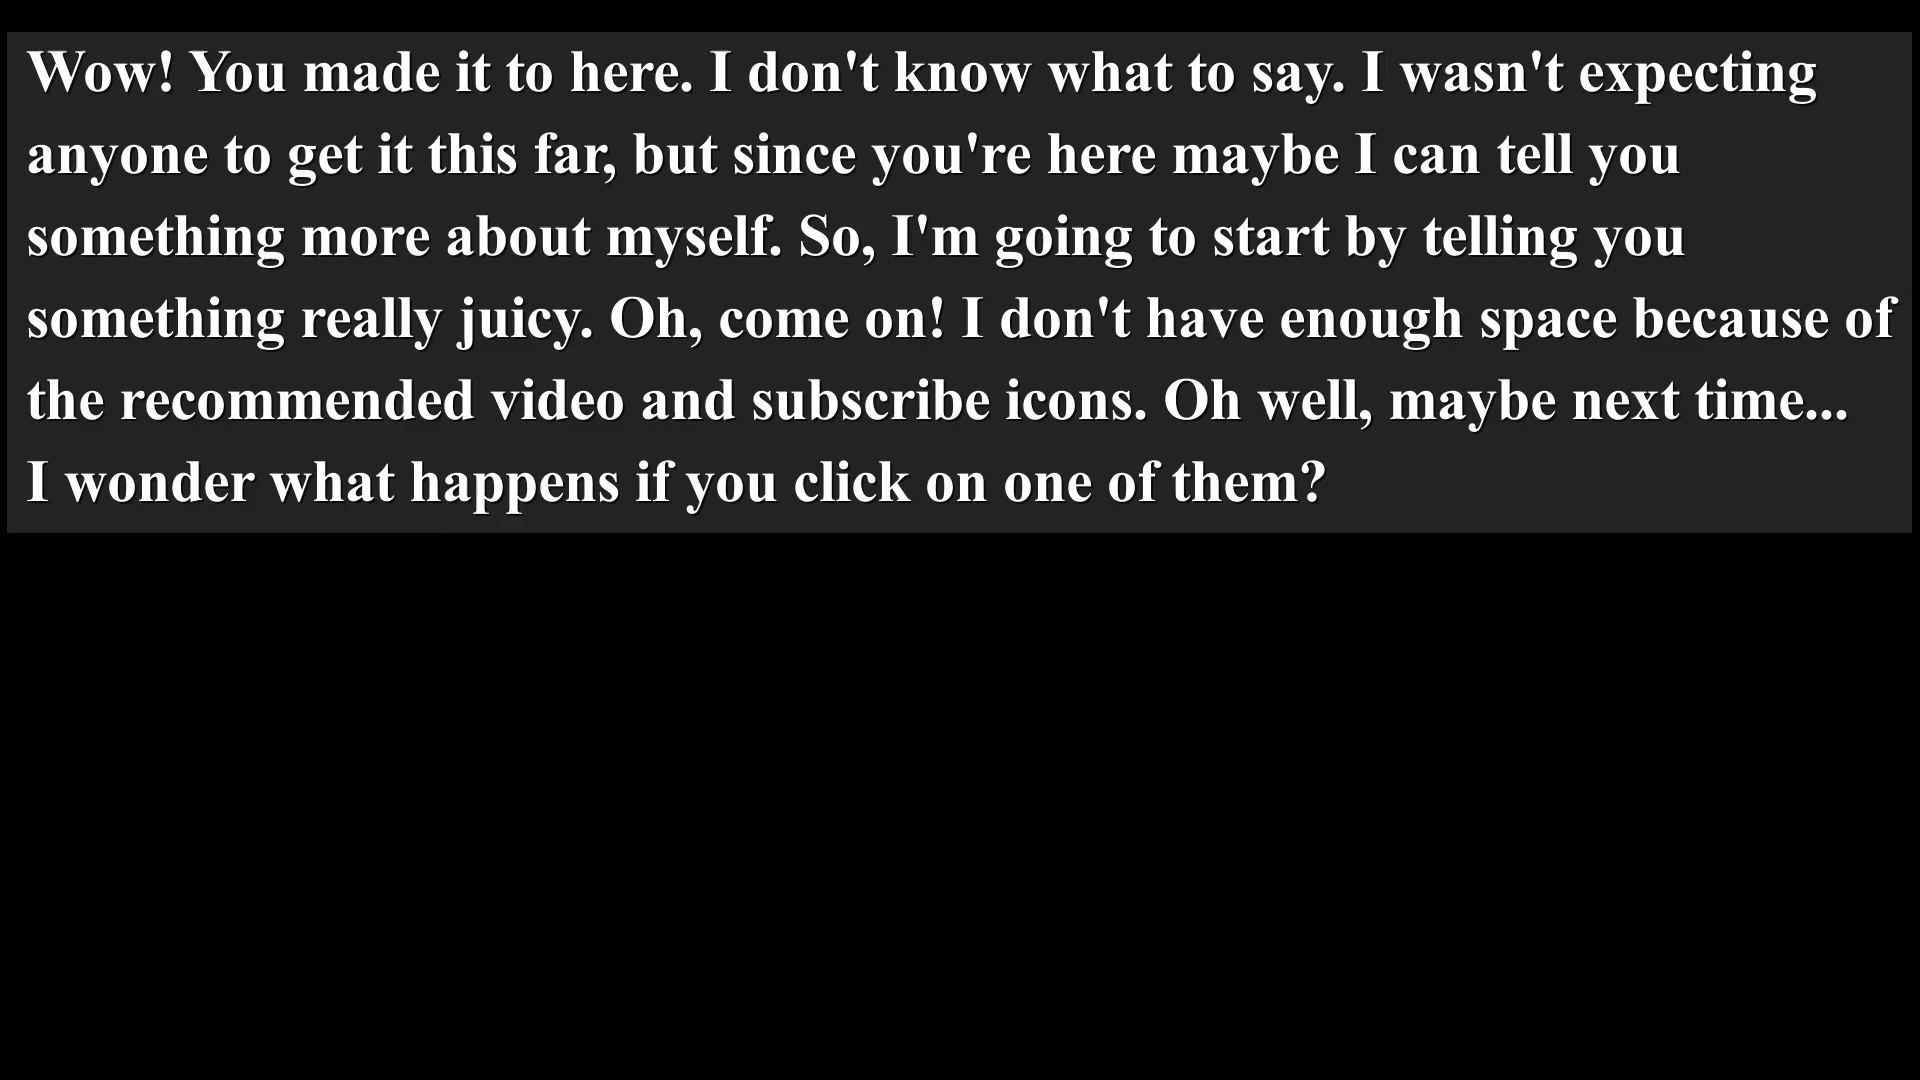 Wow! You made it to here. I don't know what to say. I wasn't expecting
anyone to get it this far, but since you're here maybe I can tell you
something more about myself. So, I'm going to start by telling you
something really juicy. Oh, come on! I don't have enough space because of
the recommended video and subscribe icons. Oh well, maybe next time...
I wonder what happens if you click on one of them?